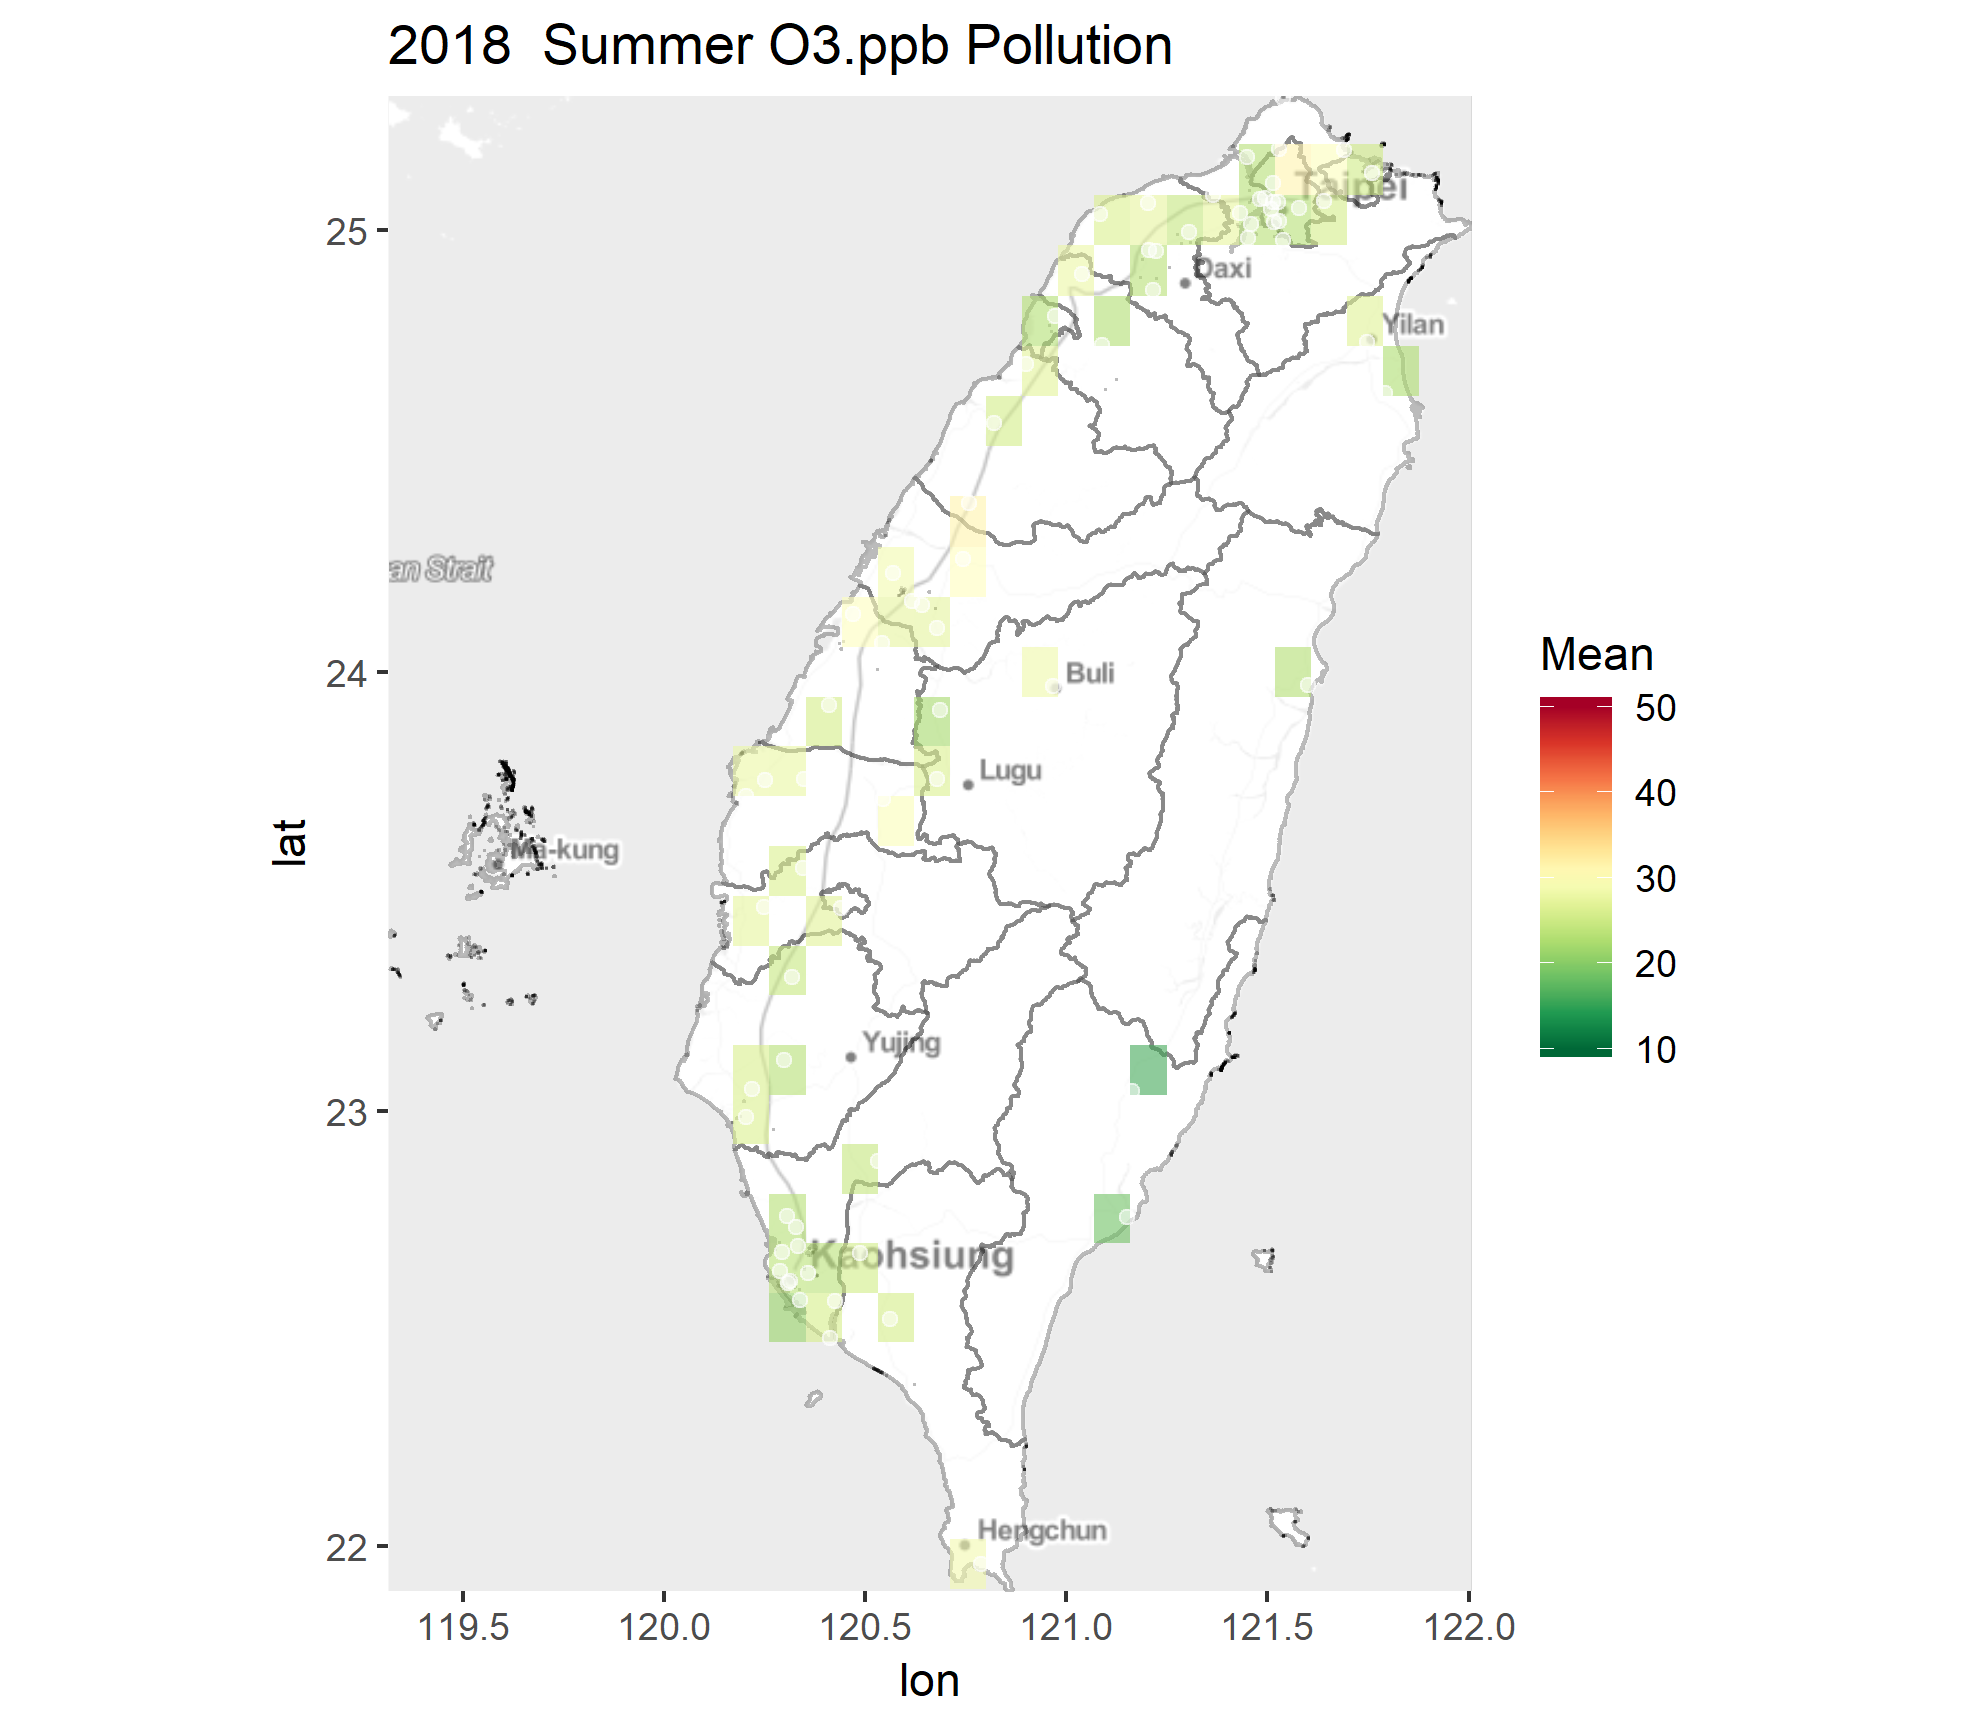 2018  Summer O3.ppb Pollution
25
24
23
22
lat
119.5
120.0
120.5
121.0
121.5
122.0
lon
Taipei
Daxi
Yilan
an Strait
Buli
Lugu
Ma-kung
Yujing
Kaohsiung
Hengchun
Mean
50
40
30
20
10